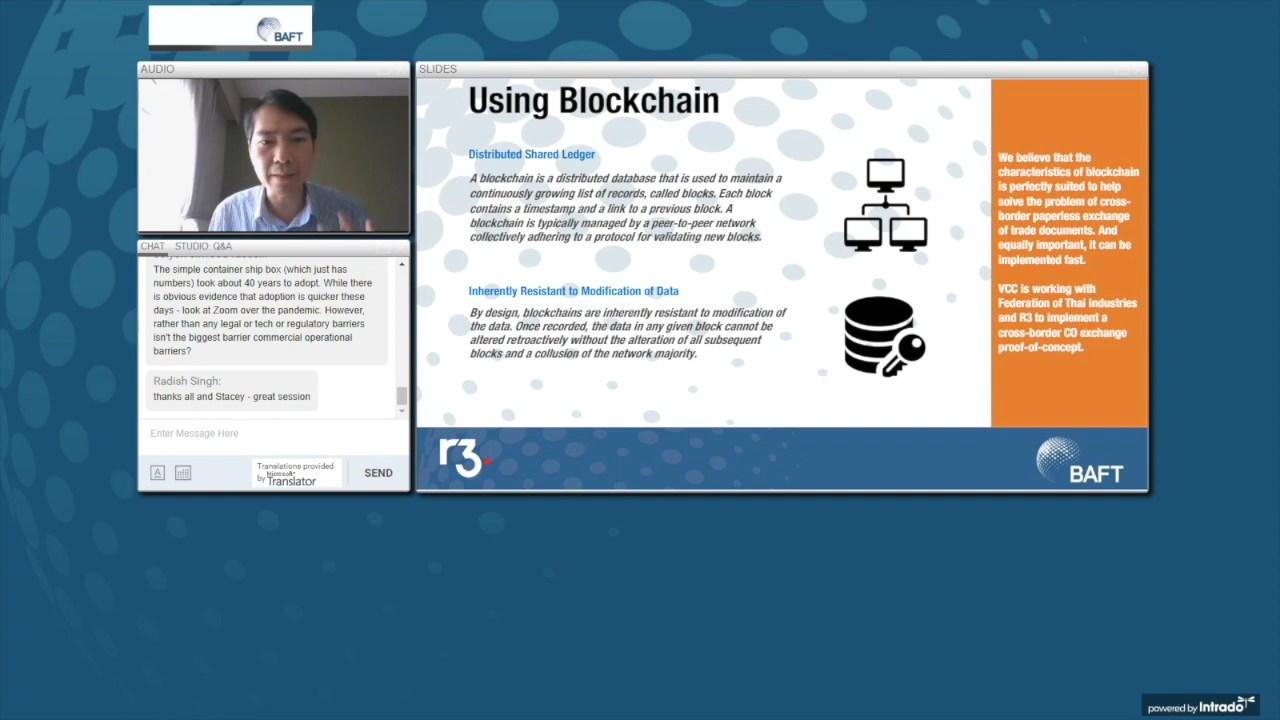 BAFT
AUDIO
CHAT
STUDIO: Q&A
The simple container ship box (which just has
numbers) took about 40 years to adopt. While there
is obvious evidence that adoption is quicker these
days - look at Zoom over the pandemic. However,
rather than any legal or tech or regulatory barriers
isn't the biggest barrier commercial operational
barriers?
Radish Singh:
thanks all and Stacey - great session
Enter Message Here
A
Translations provided
by Microsoft
Translator
SEND
SLIDES
Using Blockchain
Distributed Shared Ledger
A blockchain is a distributed database that is used to maintain a
continuously growing list of records, called blocks. Each block
contains a timestamp and a link to a previous block. A
blockchain is typically managed by a peer-to-peer network
collectively adhering to a protocol for validating new blocks.
Inherently Resistant to Modification of Data
By design, blockchains are inherently resistant to modification of
the data. Once recorded, the data in any given block cannot be
altered retroactively without the alteration of all subsequent
blocks and a collusion of the network majority.
We believe that the
characteristics of blockchain
is perfectly suited to help
solve the problem of cross-
border paperless exchange
of trade documents. And
equally important, it can be
implemented fast.
VCC is working with
Federation of Thai Industries
and R3 to implement a
cross-border CO exchange
proof-of-concept.
r3.
BAFT
powered by Intrado